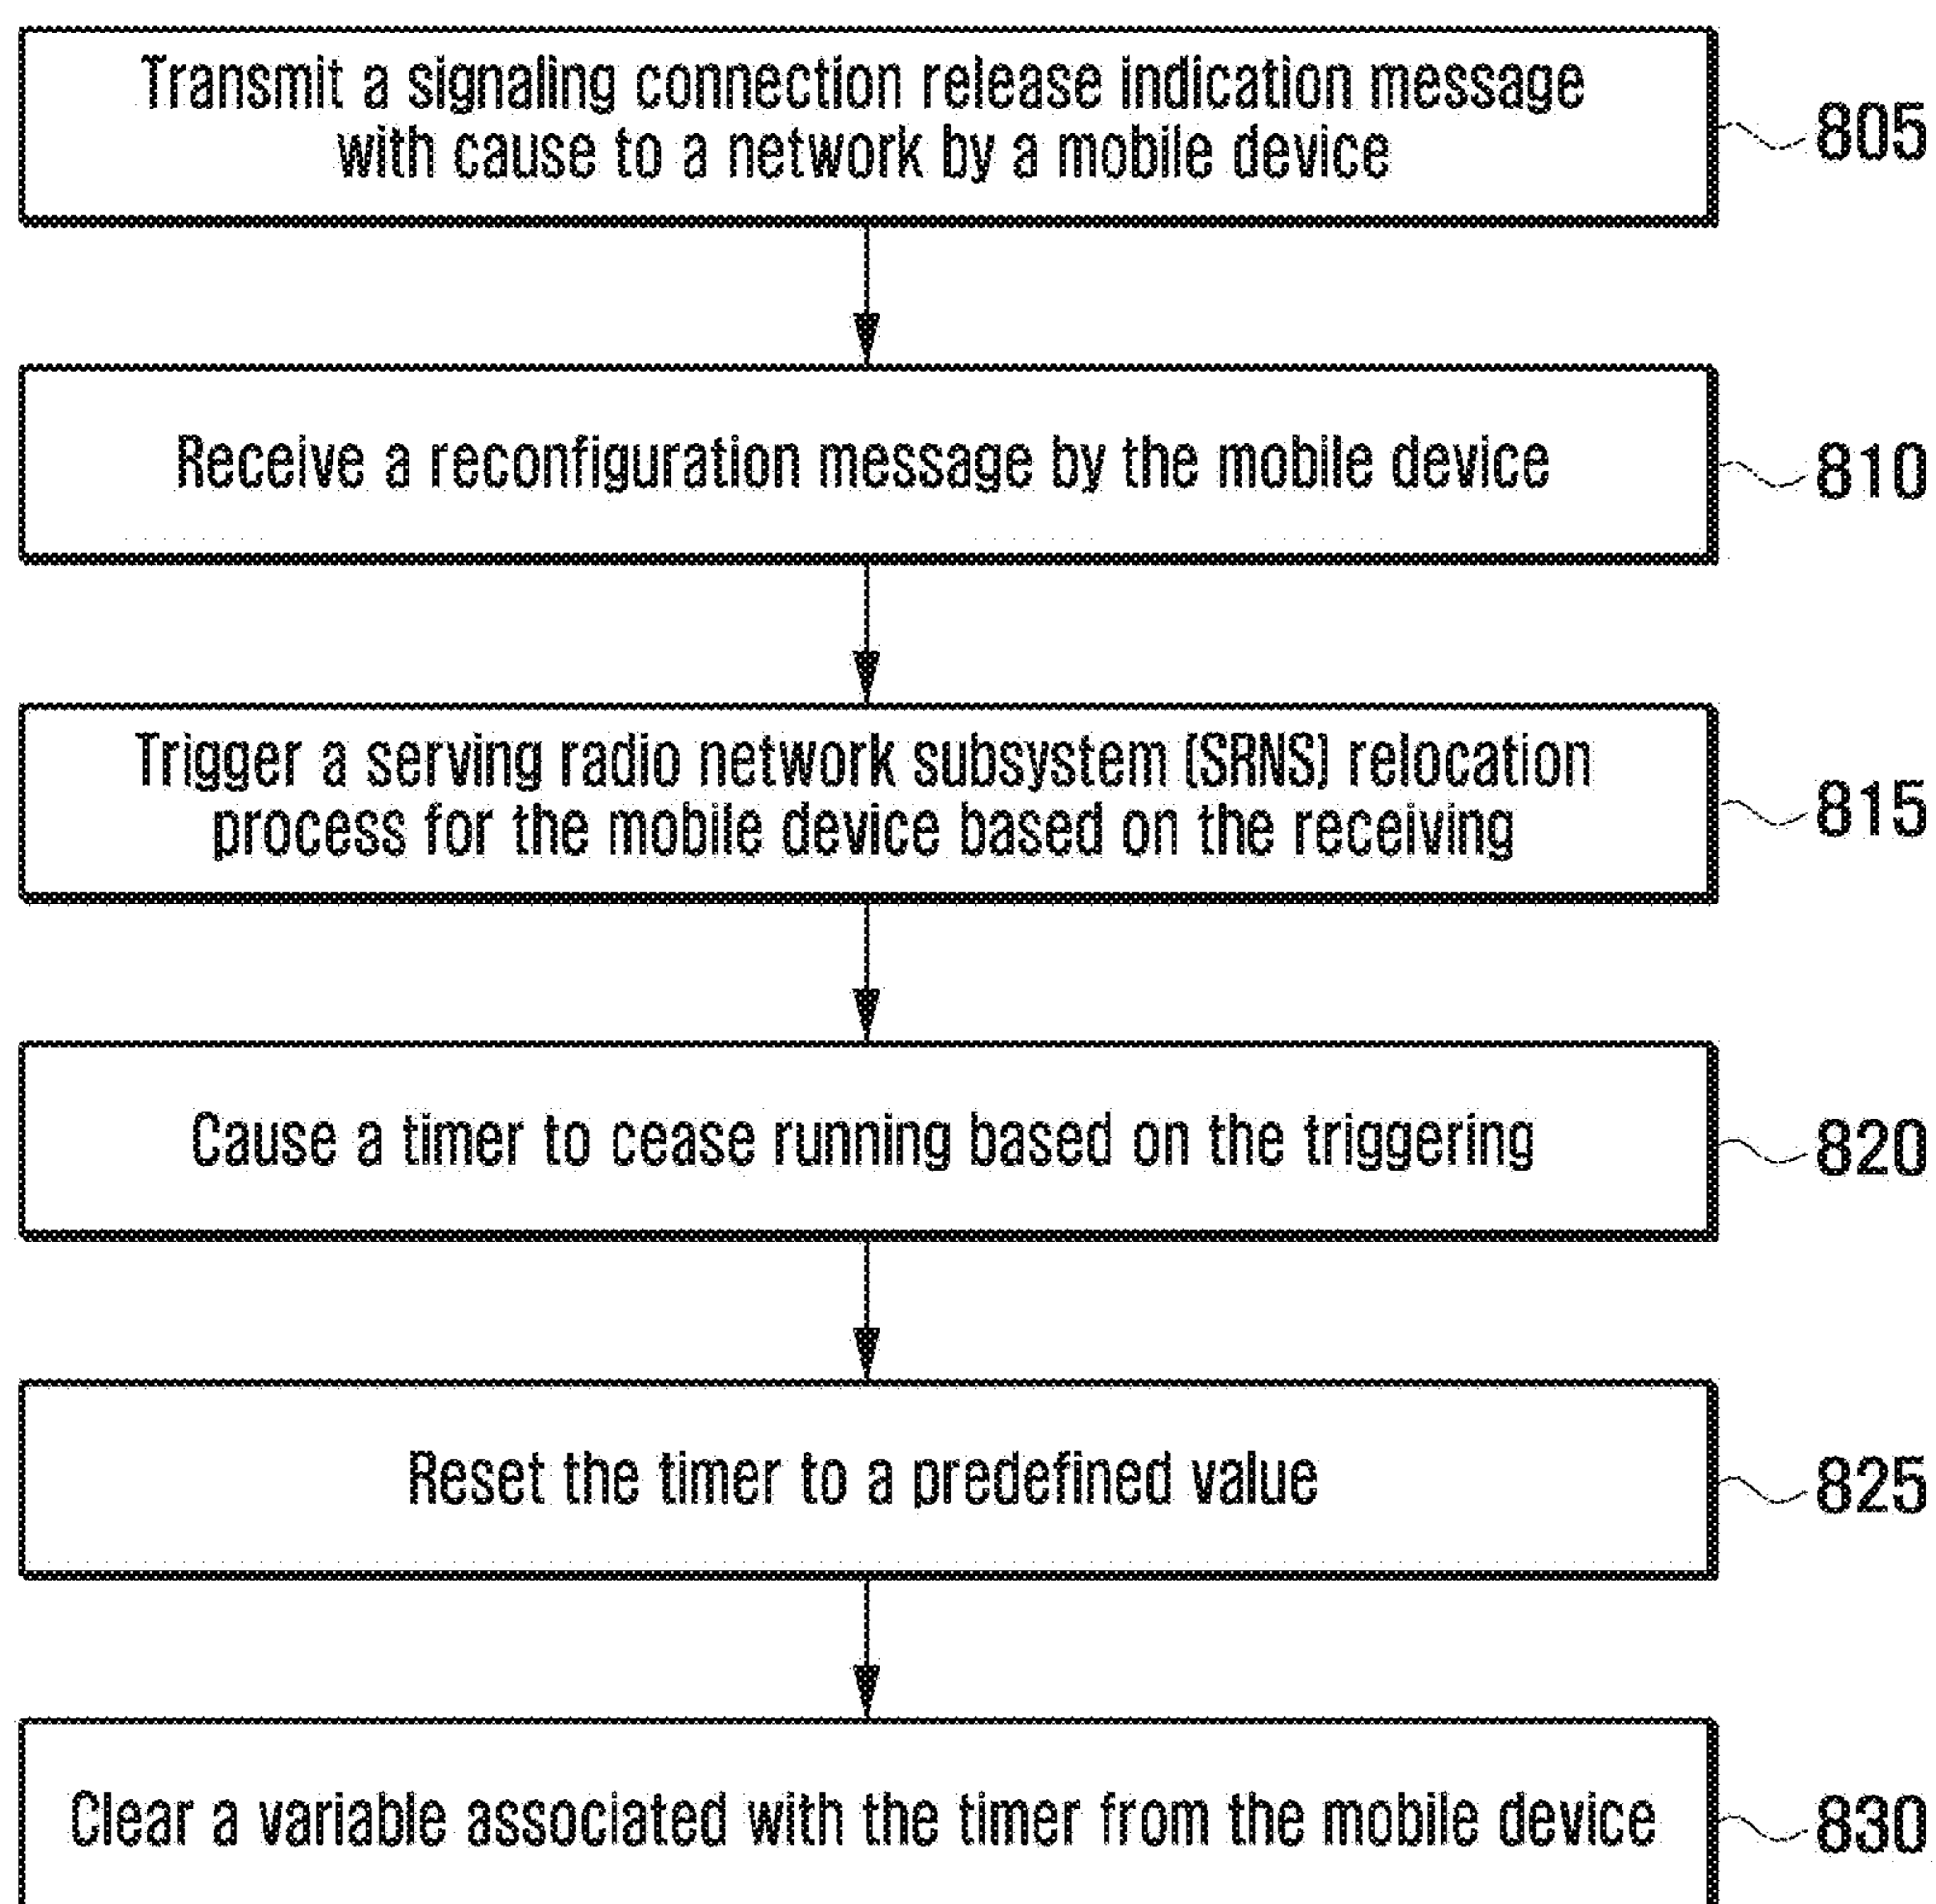 Transmit a signaling connection release indication message
with cause to a network by a mobile device
805
Receive a reconfiguration message by the mobile device
810
Trigger a serving radio network subsystem (SRNS) relocation
process for the mobile device based on the receiving
815
Cause a timer to cease running based on the triggering
820
Reset the timer to a predefined value
825
Clear a variable associated with the timer from the mobile device
830